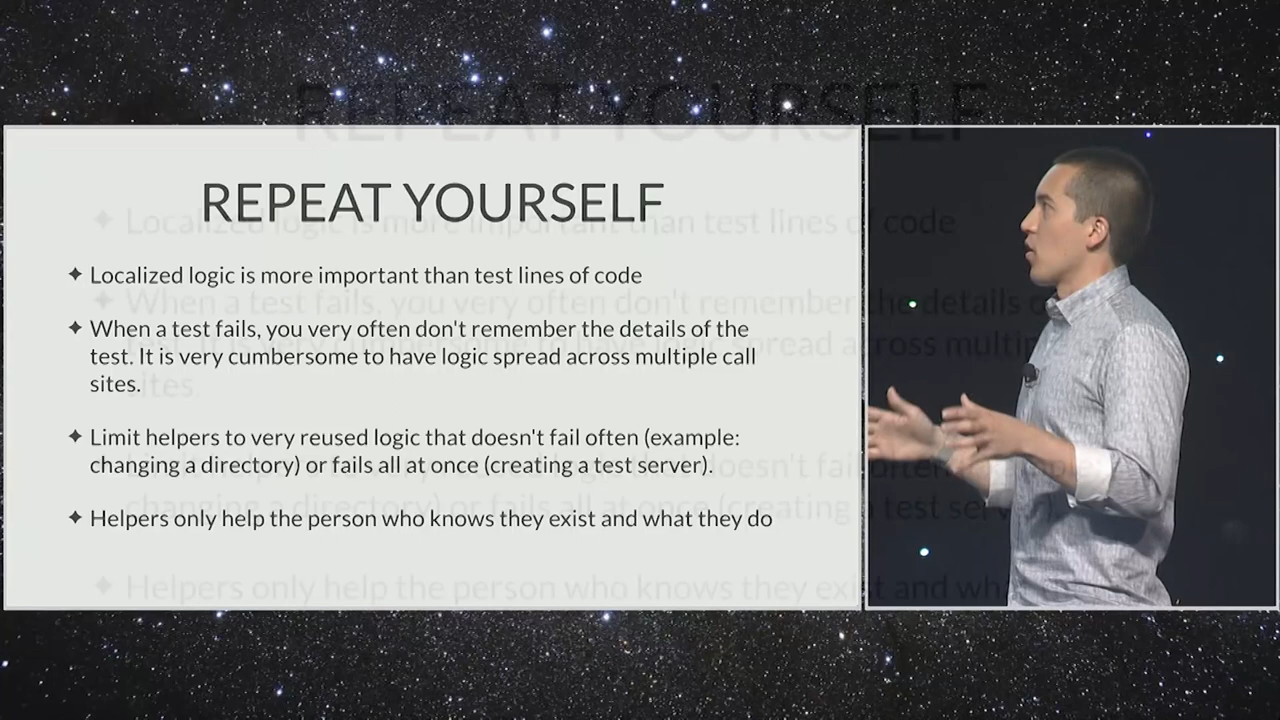 REPEAT YOURSELF
✦ Localized logic is more important than test lines of code
✦ When a test fails, you very often don't remember the details of the
test. It is very cumbersome to have logic spread across multiple call
sites.
✦ Limit helpers to very reused logic that doesn't fail often (example:
changing a directory) or fails all at once (creating a test server).
✦ Helpers only help the person who knows they exist and what they do